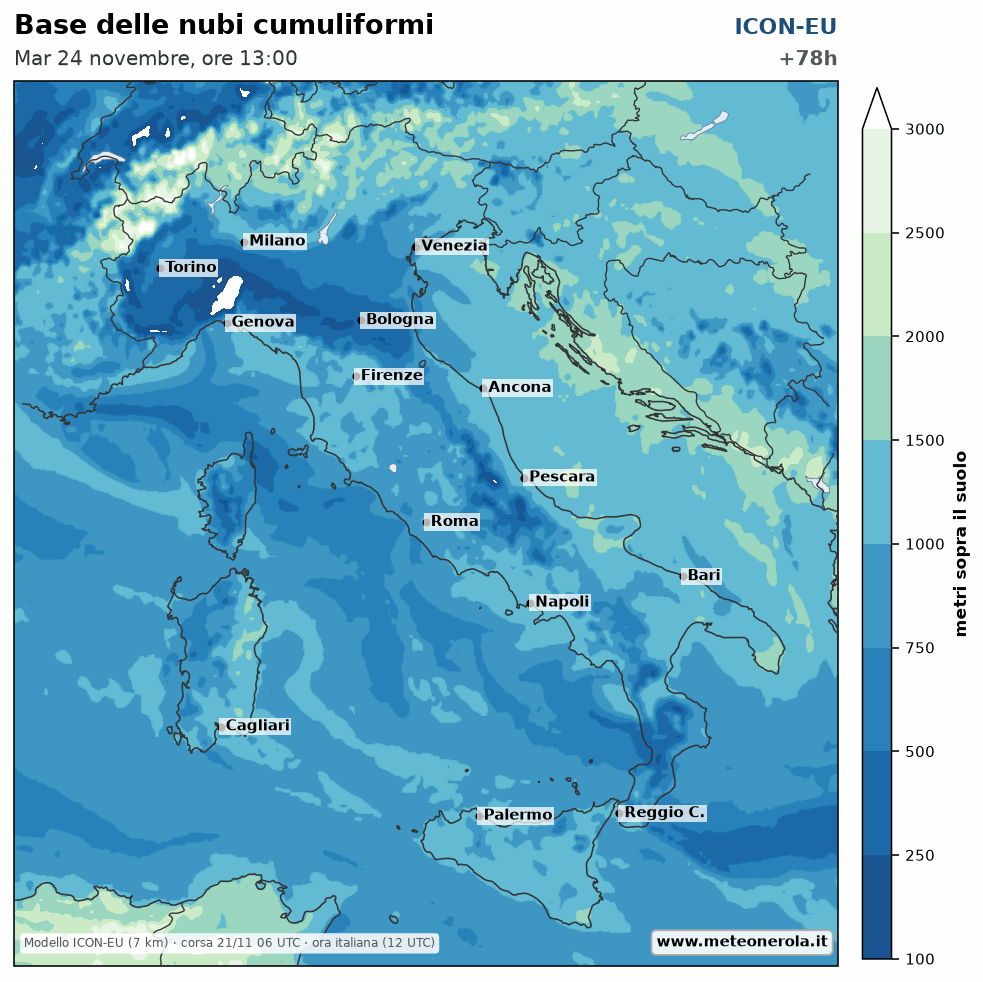 Base delle nubi cumuliformi
ICON-EU
Mar 24 novembre, ore 13:00
+78h
3000
2500
2000
1500
1000
750
500
250
100
metri sopra il suolo
Milano
Venezia
Torino
Genova
Bologna
Firenze
Ancona
Pescara
Roma
Bari
Napoli
Cagliari
Palermo
Reggio C.
Modello ICON-EU (7 km) · corsa 21/11 06 UTC · ora italiana (12 UTC)
www.meteonerola.it